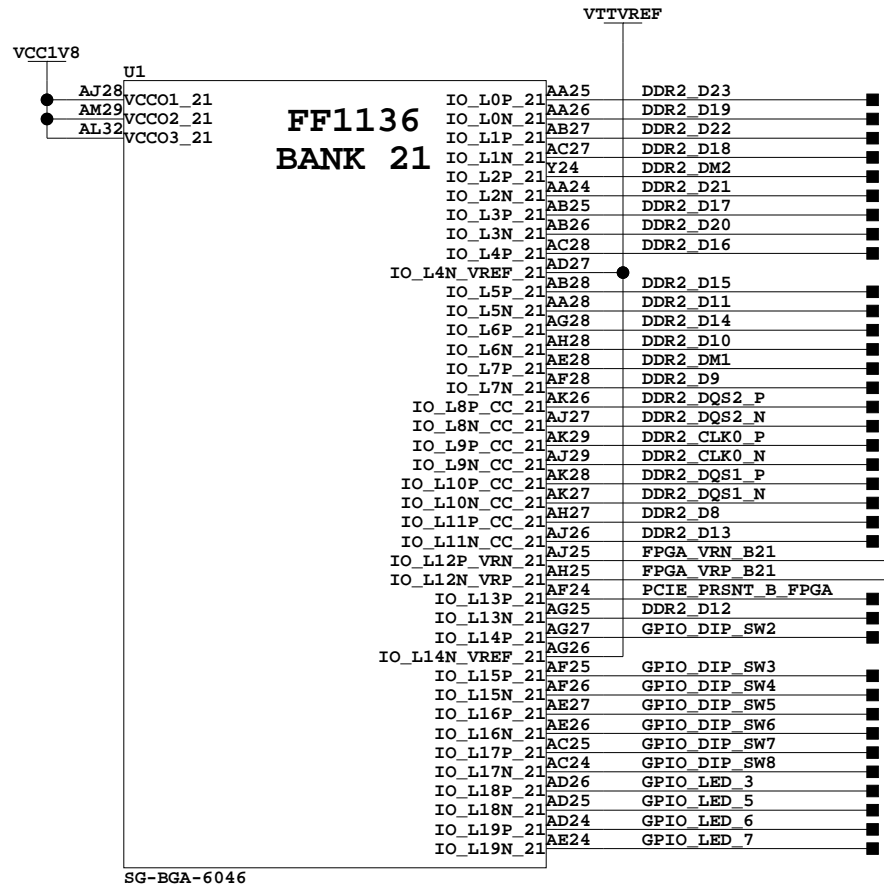 VTTVREF
VCC1V8
U1
FF1136
BANK 21
AJ28 VCCO1_21
AM29 VCCO2_21
AL32 VCCO3_21
IO_L0P_21 AA25 DDR2_D23
IO_L0N_21 AA26 DDR2_D19
IO_L1P_21 AB27 DDR2_D22
IO_L1N_21 AC27 DDR2_D18
IO_L2P_21 Y24 DDR2_DM2
IO_L2N_21 AA24 DDR2_D21
IO_L3P_21 AB25 DDR2_D17
IO_L3N_21 AB26 DDR2_D20
IO_L4P_21 AC28 DDR2_D16
IO_L4N_VREF_21 AD27
IO_L5P_21 AB28 DDR2_D15
IO_L5N_21 AA28 DDR2_D11
IO_L6P_21 AG28 DDR2_D14
IO_L6N_21 AH28 DDR2_D10
IO_L7P_21 AE28 DDR2_DM1
IO_L7N_21 AF28 DDR2_D9
IO_L8P_CC_21 AK26 DDR2_DQS2_P
IO_L8N_CC_21 AJ27 DDR2_DQS2_N
IO_L9P_CC_21 AK29 DDR2_CLK0_P
IO_L9N_CC_21 AJ29 DDR2_CLK0_N
IO_L10P_CC_21 AK28 DDR2_DQS1_P
IO_L10N_CC_21 AK27 DDR2_DQS1_N
IO_L11P_CC_21 AH27 DDR2_D8
IO_L11N_CC_21 AJ26 DDR2_D13
IO_L12P_VRN_21 AJ25 FPGA_VRN_B21
IO_L12N_VRP_21 AH25 FPGA_VRP_B21
IO_L13P_21 AF24 PCIE_PRSNT_B_FPGA
IO_L13N_21 AG25 DDR2_D12
IO_L14P_21 AG27 GPIO_DIP_SW2
IO_L14N_VREF_21 AG26
IO_L15P_21 AF25 GPIO_DIP_SW3
IO_L15N_21 AF26 GPIO_DIP_SW4
IO_L16P_21 AE27 GPIO_DIP_SW5
IO_L16N_21 AE26 GPIO_DIP_SW6
IO_L17P_21 AC25 GPIO_DIP_SW7
IO_L17N_21 AC24 GPIO_DIP_SW8
IO_L18P_21 AD26 GPIO_LED_3
IO_L18N_21 AD25 GPIO_LED_5
IO_L19P_21 AD24 GPIO_LED_6
IO_L19N_21 AE24 GPIO_LED_7
SG-BGA-6046